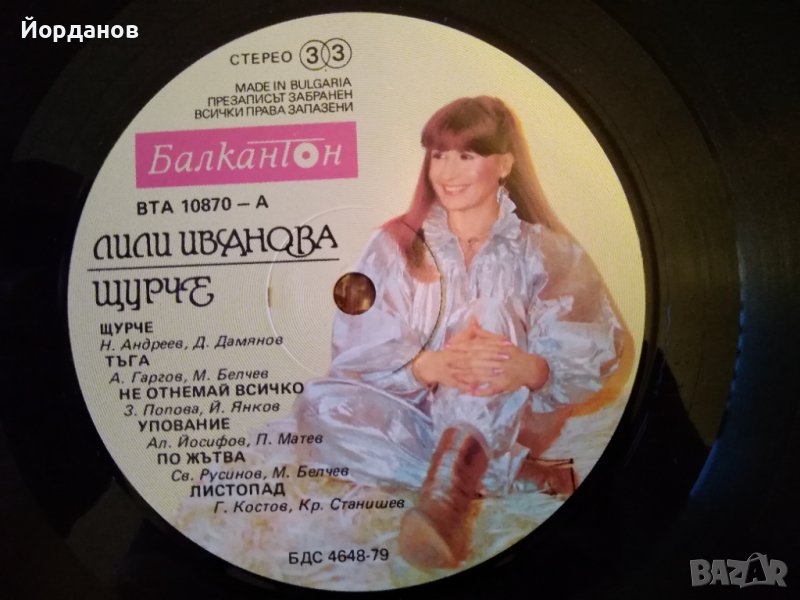 Йорданов
СТЕРЕО 33
MADE IN BULGARIA
ПРЕЗАПИСЪТ ЗАБРАНЕН
ВСИЧКИ ПРАВА ЗАПАЗЕНИ
Балкантон
ВТА 10870 – А
ЛИЛИ ИВАНОВА
ЩУРЧЕ
ЩУРЧЕ
Н. Андреев, Д. Дамянов
ТЪГА
А. Гаргов, М. Белчев
НЕ ОТНЕМАЙ ВСИЧКО
З. Попова, Й. Янков
УПОВАНИЕ
Ал. Йосифов, П. Матев
ПО ЖЪТВА
Св. Русинов, М. Белчев
ЛИСТОПАД
Г. Костов, Кр. Станишев
БДС 4648-79
BAZAR